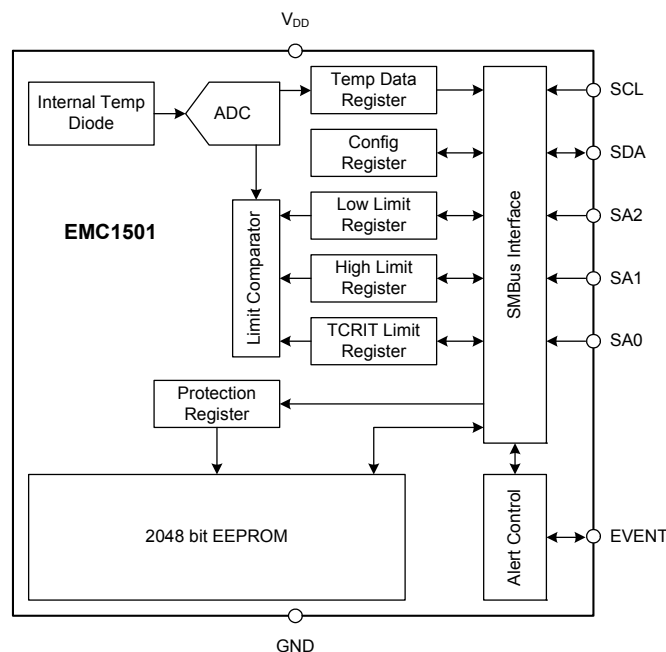 VDD
Internal Temp
Diode
ADC
Temp Data
Register
SCL
Config
Register
SDA
EMC1501
Limit Comparator
Low Limit
Register
SMBus Interface
SA2
High Limit
Register
SA1
TCRIT Limit
Register
SA0
Protection
Register
2048 bit EEPROM
Alert Control
EVENT
GND